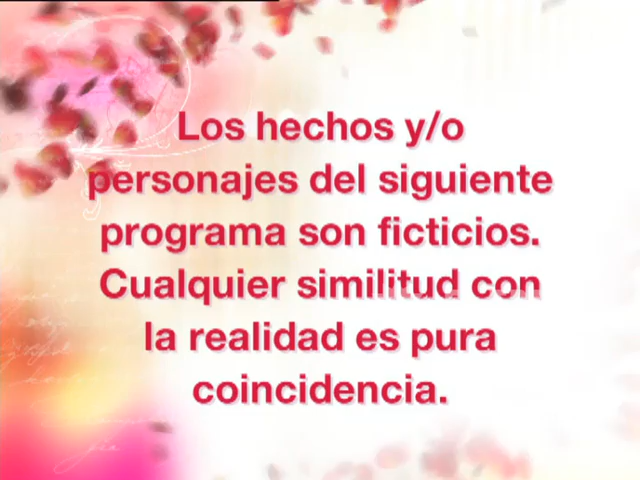 Los hechos y/o
personajes del siguiente
programa son ficticios.
Cualquier similitud con
la realidad es pura
coincidencia.